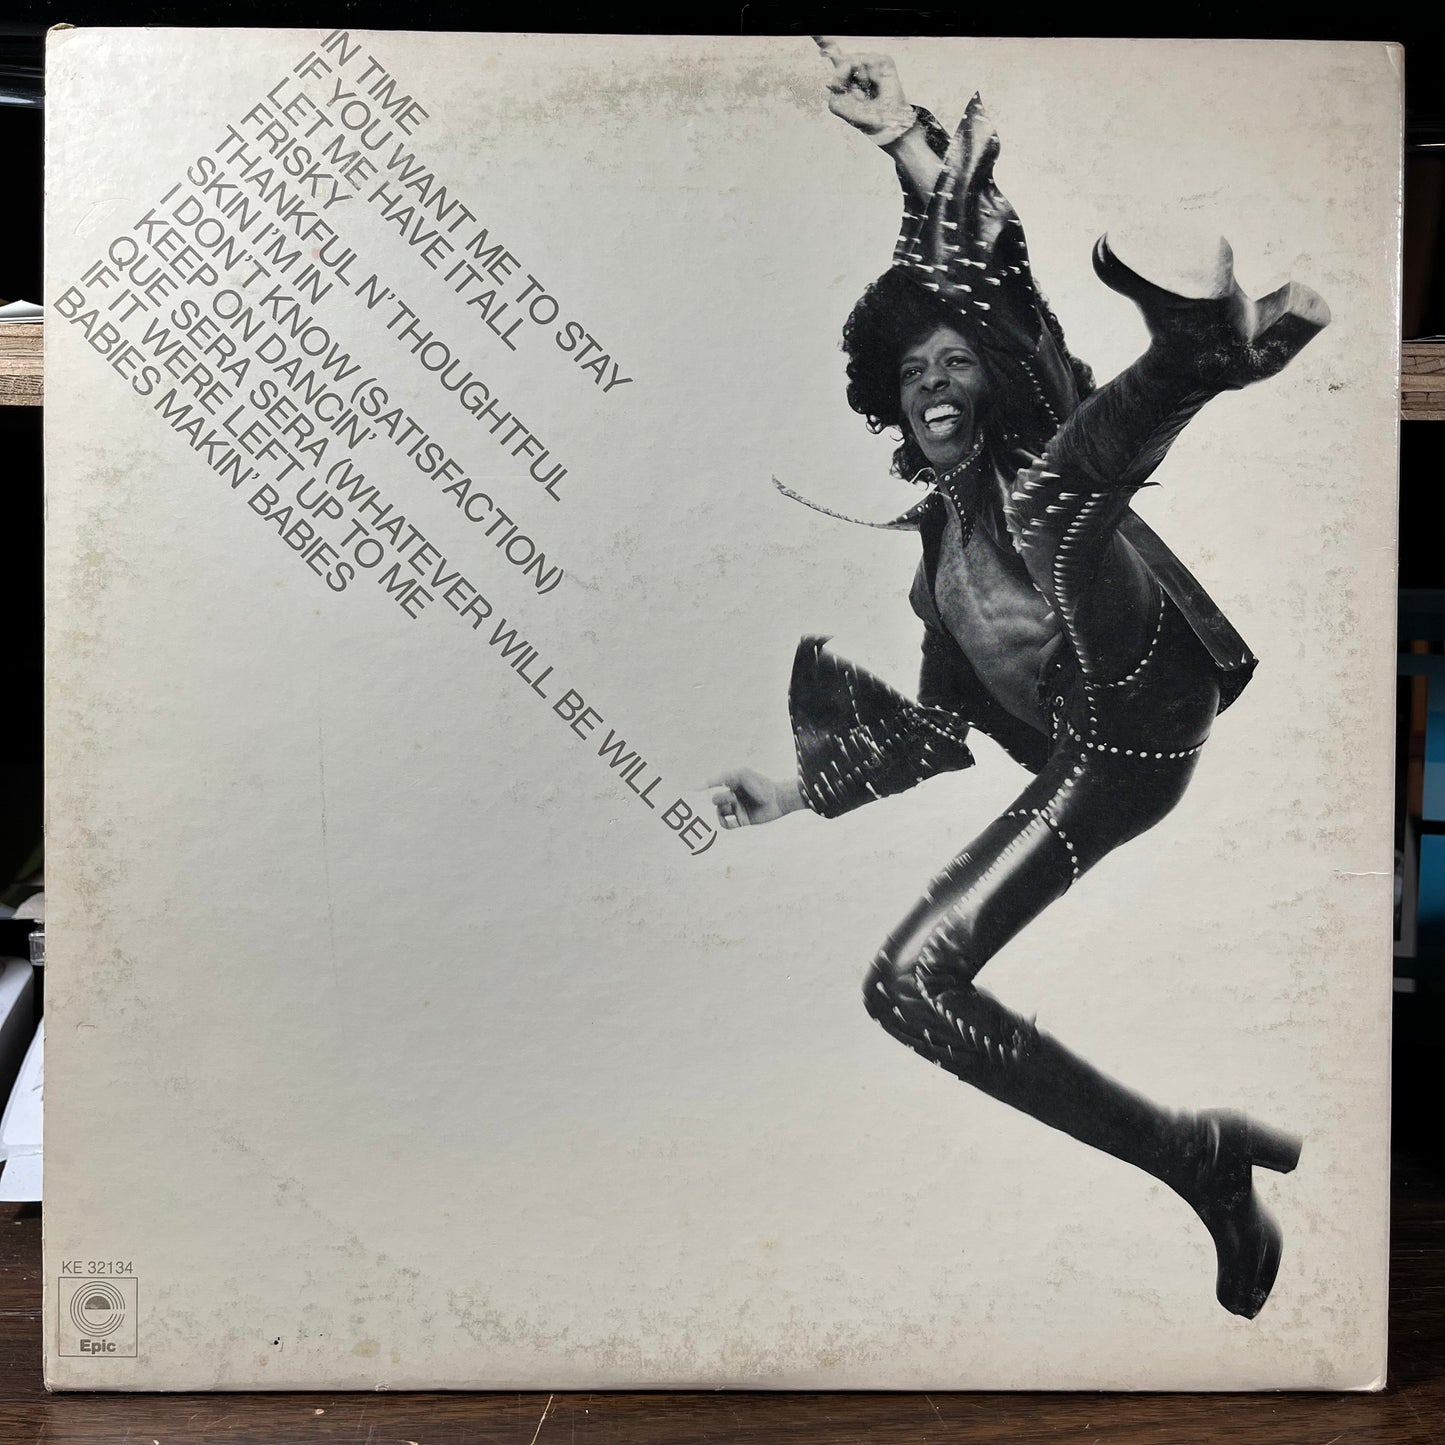 IN TIME
IF YOU WANT ME TO STAY
LET ME HAVE IT ALL
FRISKY
THANKFUL N' THOUGHTFUL
SKIN I'M IN
I DON'T KNOW (SATISFACTION)
KEEP ON DANCIN'
QUE SERA SERA (WHATEVER WILL BE WILL BE)
IF IT WERE LEFT UP TO ME
BABIES MAKIN' BABIES
KE 32134
Epic